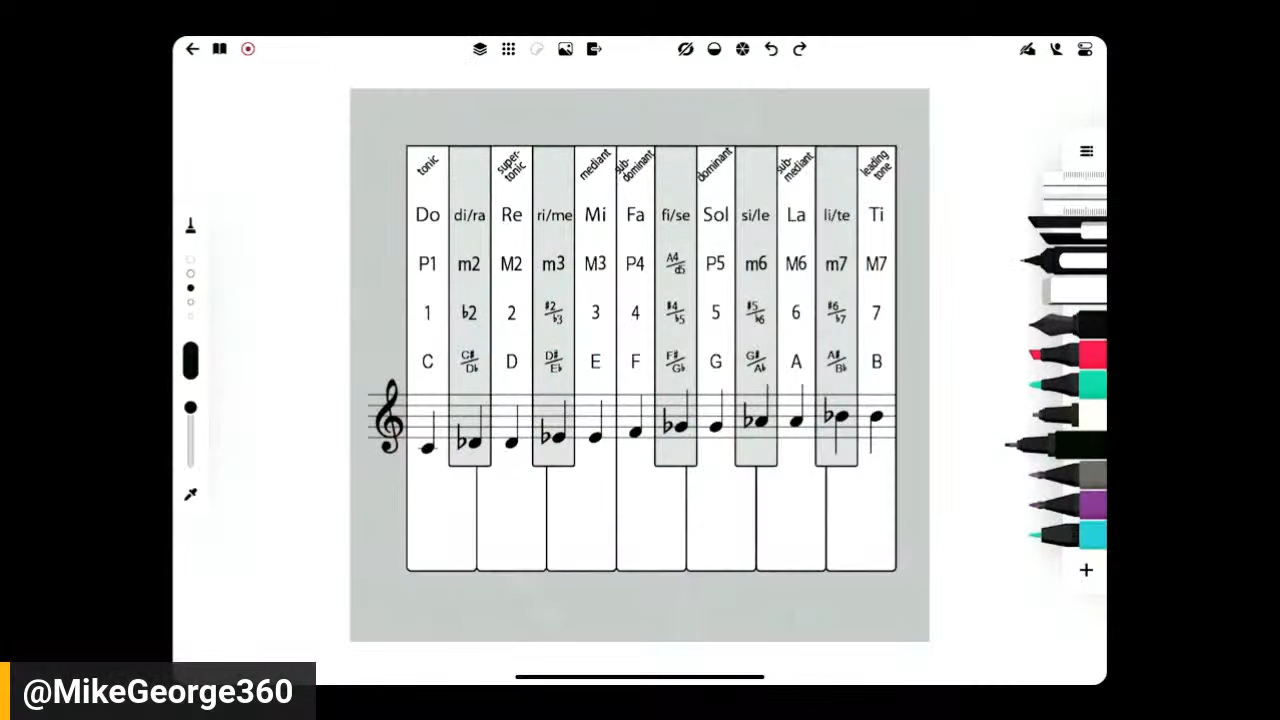 tonic super-tonic mediant sub-dominant dominant sub-mediant leading tone
Do di/ra Re ri/me Mi Fa fi/se Sol si/le La li/te Ti
P1 m2 M2 m3 M3 P4 A4/d5 P5 m6 M6 m7 M7
1 ♭2 2 #2/♭3 3 4 #4/♭5 5 #5/♭6 6 #6/♭7 7
C C#/D♭ D D#/E♭ E F F#/G♭ G G#/A♭ A A#/B♭ B
@MikeGeorge360